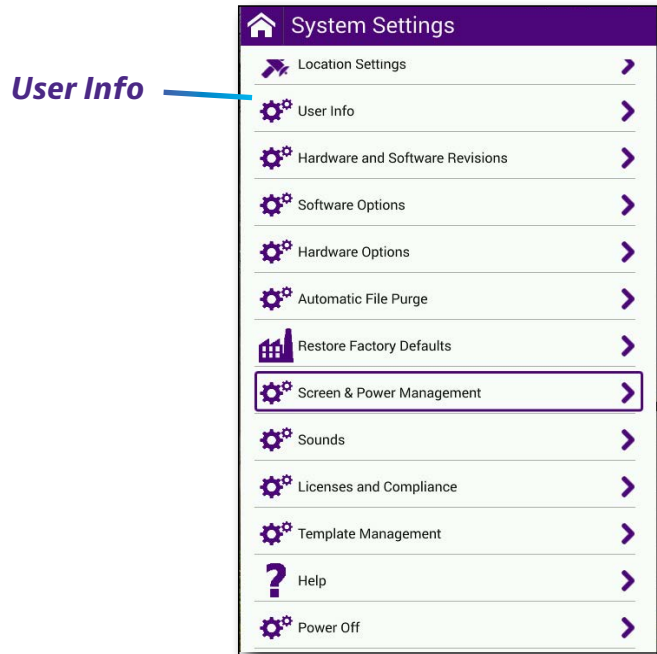 System Settings
Location Settings
User Info
User Info
Hardware and Software Revisions
Software Options
Hardware Options
Automatic File Purge
Restore Factory Defaults
Screen & Power Management
Sounds
Licenses and Compliance
Template Management
Help
Power Off